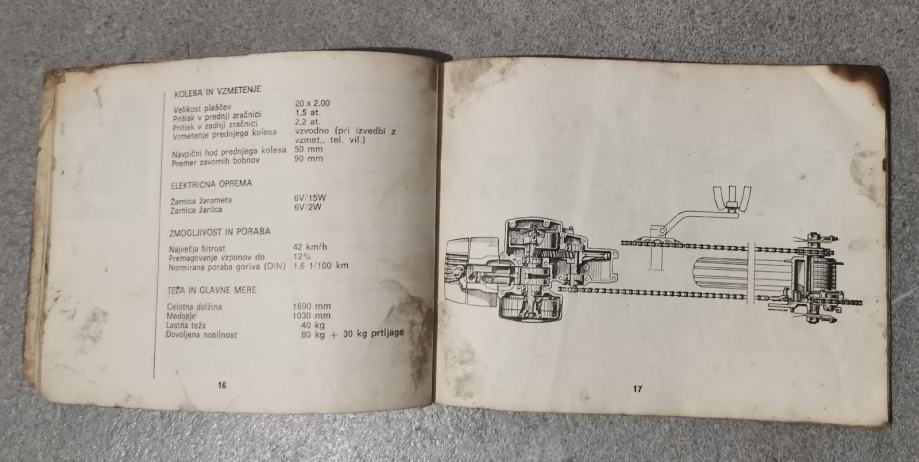 KOLESA IN VZMETENJE
Velikost plaščev 20 x 2,00
Pritisk v prednji zračnici 1,5 at.
Pritisk v zadnji zračnici 2,2 at.
Vzmetenje prednjega kolesa vzvodno (pri izvedbi z
vzmet., tel. vil.)
Navpični hod prednjega kolesa 50 mm
Premer zavornih bobnov 90 mm
ELEKTRIČNA OPREMA
Žarnica žarometa 6V/15W
Žarnica žarilca 6V/2W
ZMOGLJIVOST IN PORABA
Največja hitrost 42 km/h
Premagovanje vzponov do 12%
Normirana poraba goriva (DIN) 1,6 1/100 km
TEŽA IN GLAVNE MERE
Celotna dolžina 1690 mm
Medosje 1030 mm
Lastna teža 40 kg
Dovoljena nosilnost 80 kg + 30 kg prtljage
16
17